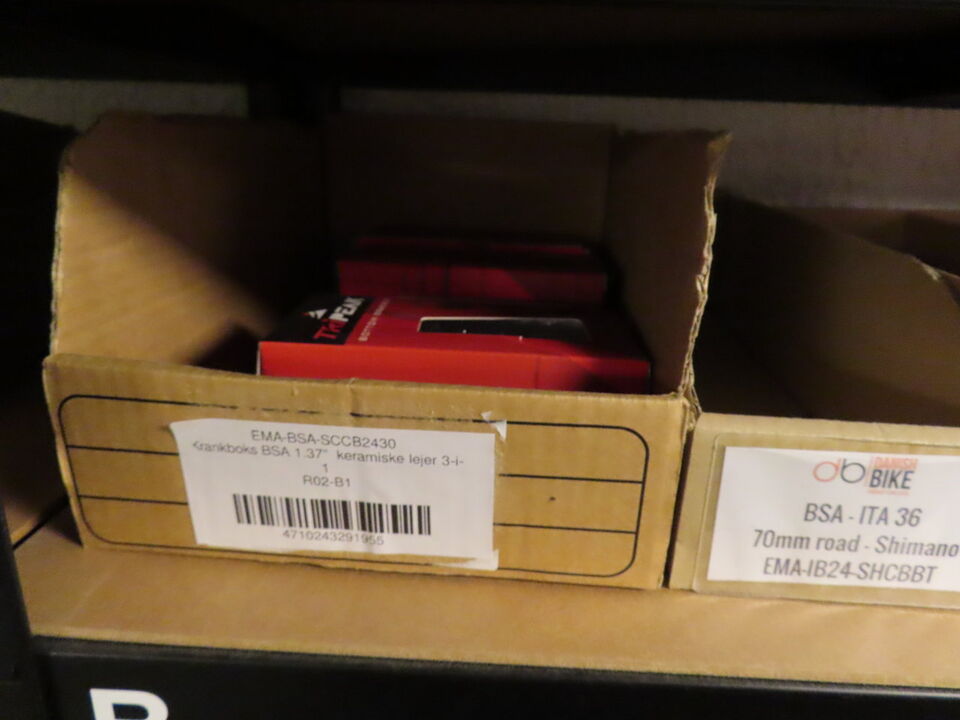 TRIPEAK
EMA-BSA-SCCB2430
Krankboks BSA 1.37" keramiske lejer 3-i-
1
R02-B1
4710243291955
db DANISH
BIKE
BSA - ITA 36
70mm road - Shimano
EMA-IB24-SHCBBT